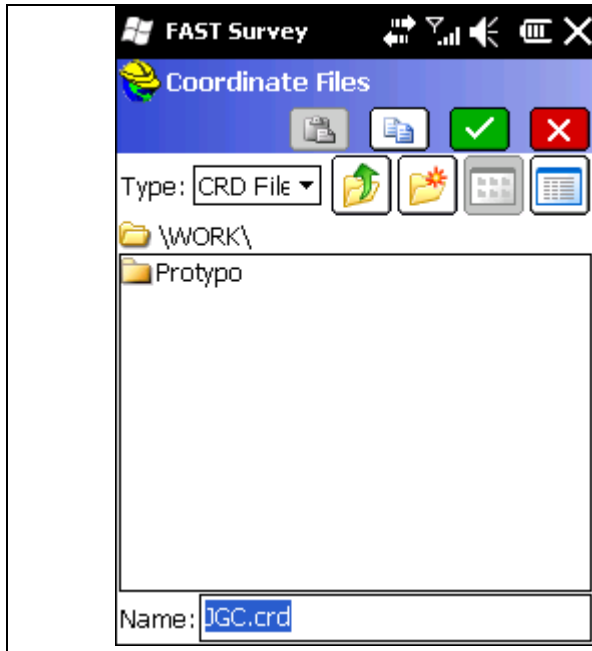 FAST Survey
Coordinate Files
Type: CRD File
\WORK\
Protypo
Name: JGC.crd